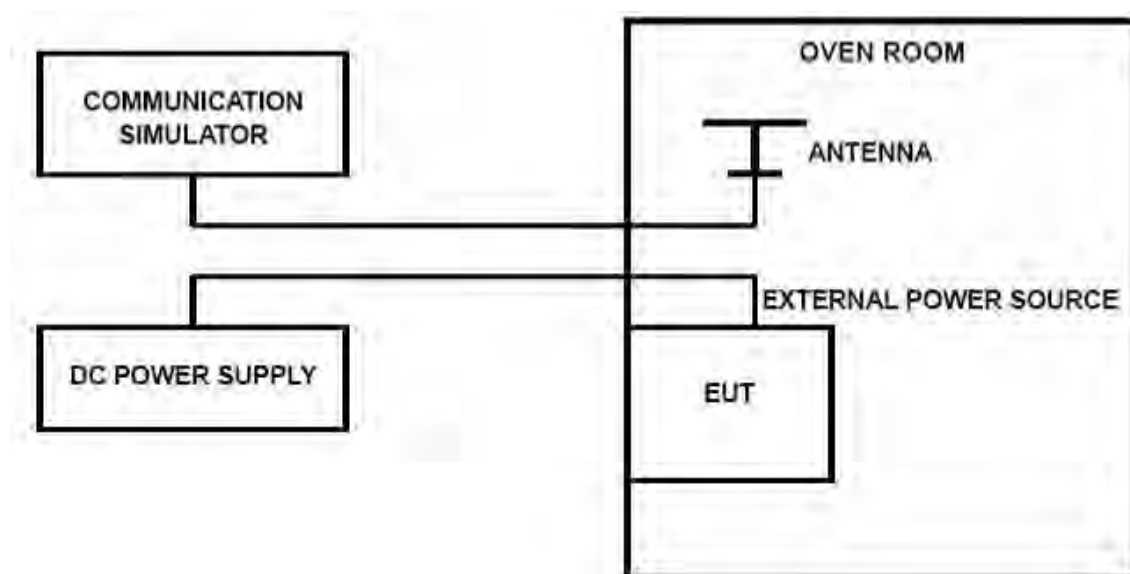 COMMUNICATION
SIMULATOR
OVEN ROOM
ANTENNA
EXTERNAL POWER SOURCE
DC POWER SUPPLY
EUT